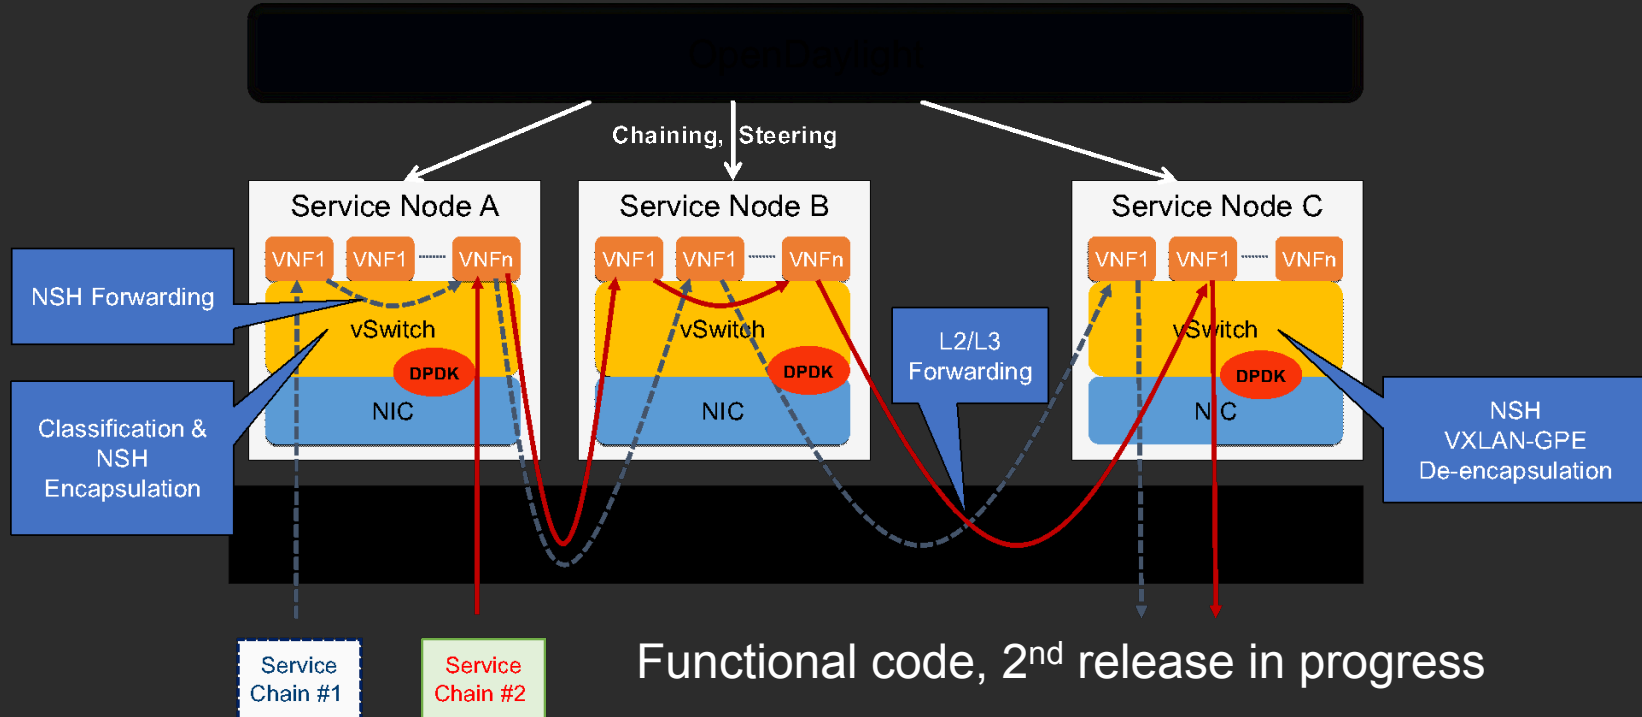 OpenDaylight
Chaining, Steering
Service Node A
Service Node B
Service Node C
VNF1 VNF1 VNFn
VNF1 VNF1 VNFn
VNF1 VNF1 VNFn
NSH Forwarding
vSwitch
vSwitch
vSwitch
L2/L3
Forwarding
DPDK
DPDK
DPDK
NIC
NIC
NIC
Classification &
NSH
Encapsulation
NSH
VXLAN-GPE
De-encapsulation
Service
Chain #1
Service
Chain #2
Functional code, 2nd release in progress